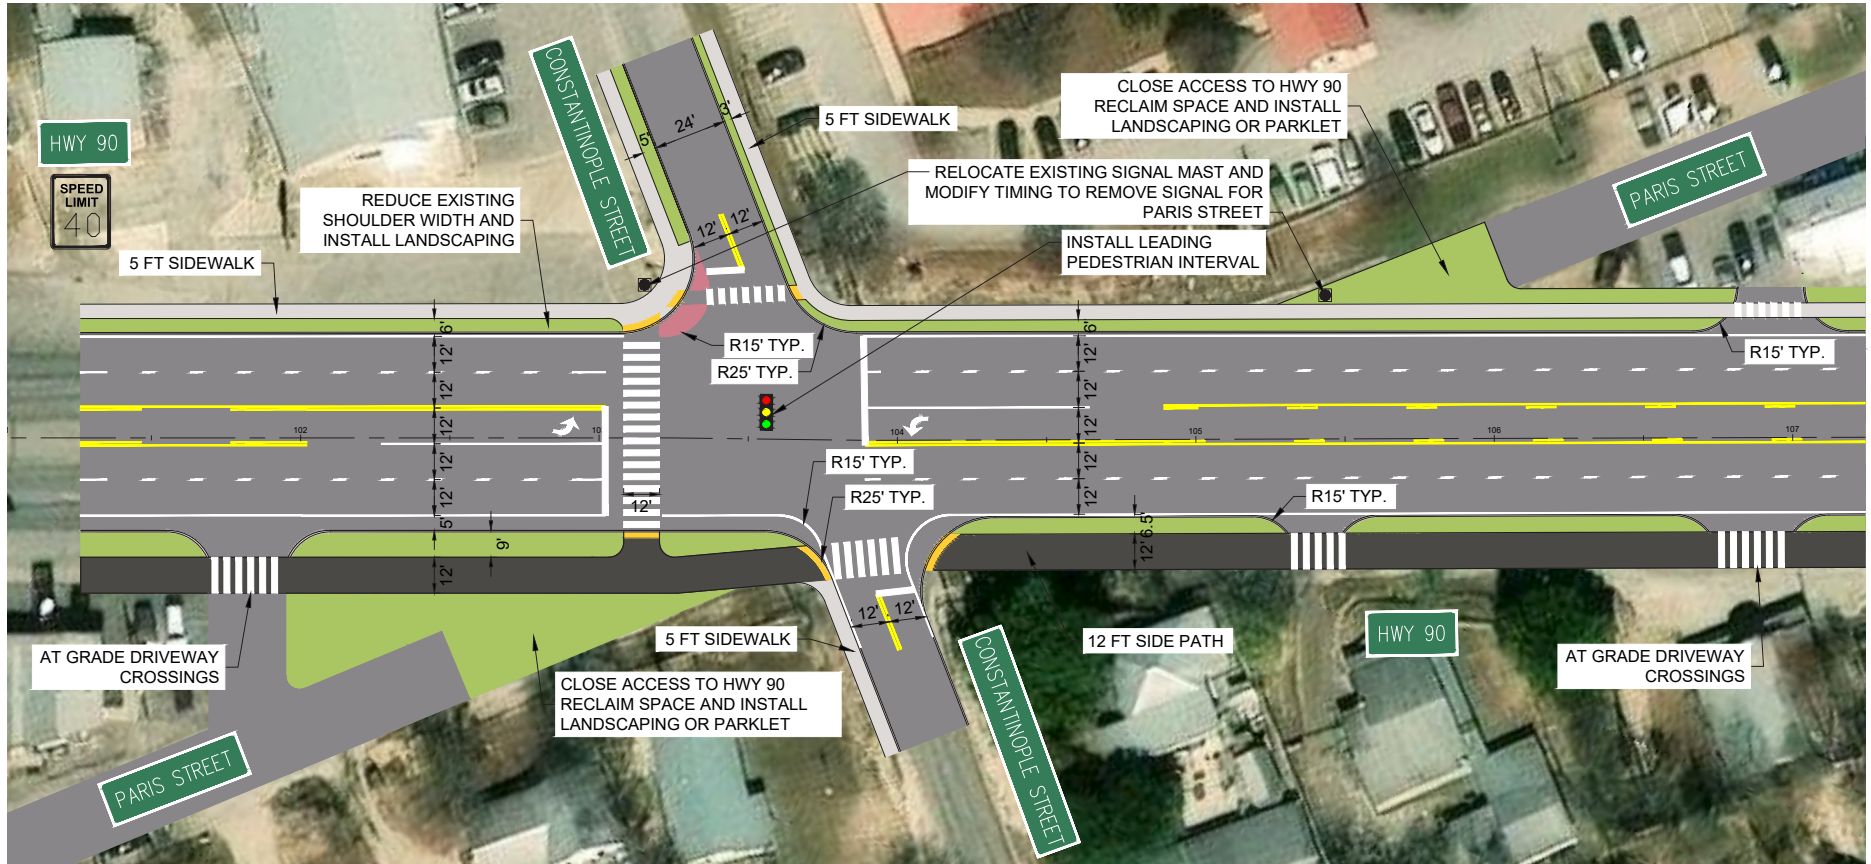 HWY 90
SPEED
LIMIT
40
CONSTANTINOPLE STREET
5'
24'
3'
5 FT SIDEWALK
CLOSE ACCESS TO HWY 90
RECLAIM SPACE AND INSTALL
LANDSCAPING OR PARKLET
PARIS STREET
REDUCE EXISTING
SHOULDER WIDTH AND
INSTALL LANDSCAPING
RELOCATE EXISTING SIGNAL MAST AND
MODIFY TIMING TO REMOVE SIGNAL FOR
PARIS STREET
INSTALL LEADING
PEDESTRIAN INTERVAL
5 FT SIDEWALK
12'
12'
6'
12'
12'
12'
12'
12'
5'
12'
9'
R15' TYP.
R25' TYP.
6'
12'
12'
12'
12'
12'
6.5'
12'
R15' TYP.
102
104
105
106
107
R15' TYP.
R25' TYP.
R15' TYP.
12'
12'
12'
5 FT SIDEWALK
12 FT SIDE PATH
HWY 90
AT GRADE DRIVEWAY
CROSSINGS
AT GRADE DRIVEWAY
CROSSINGS
CLOSE ACCESS TO HWY 90
RECLAIM SPACE AND INSTALL
LANDSCAPING OR PARKLET
PARIS STREET
CONSTANTINOPLE STREET